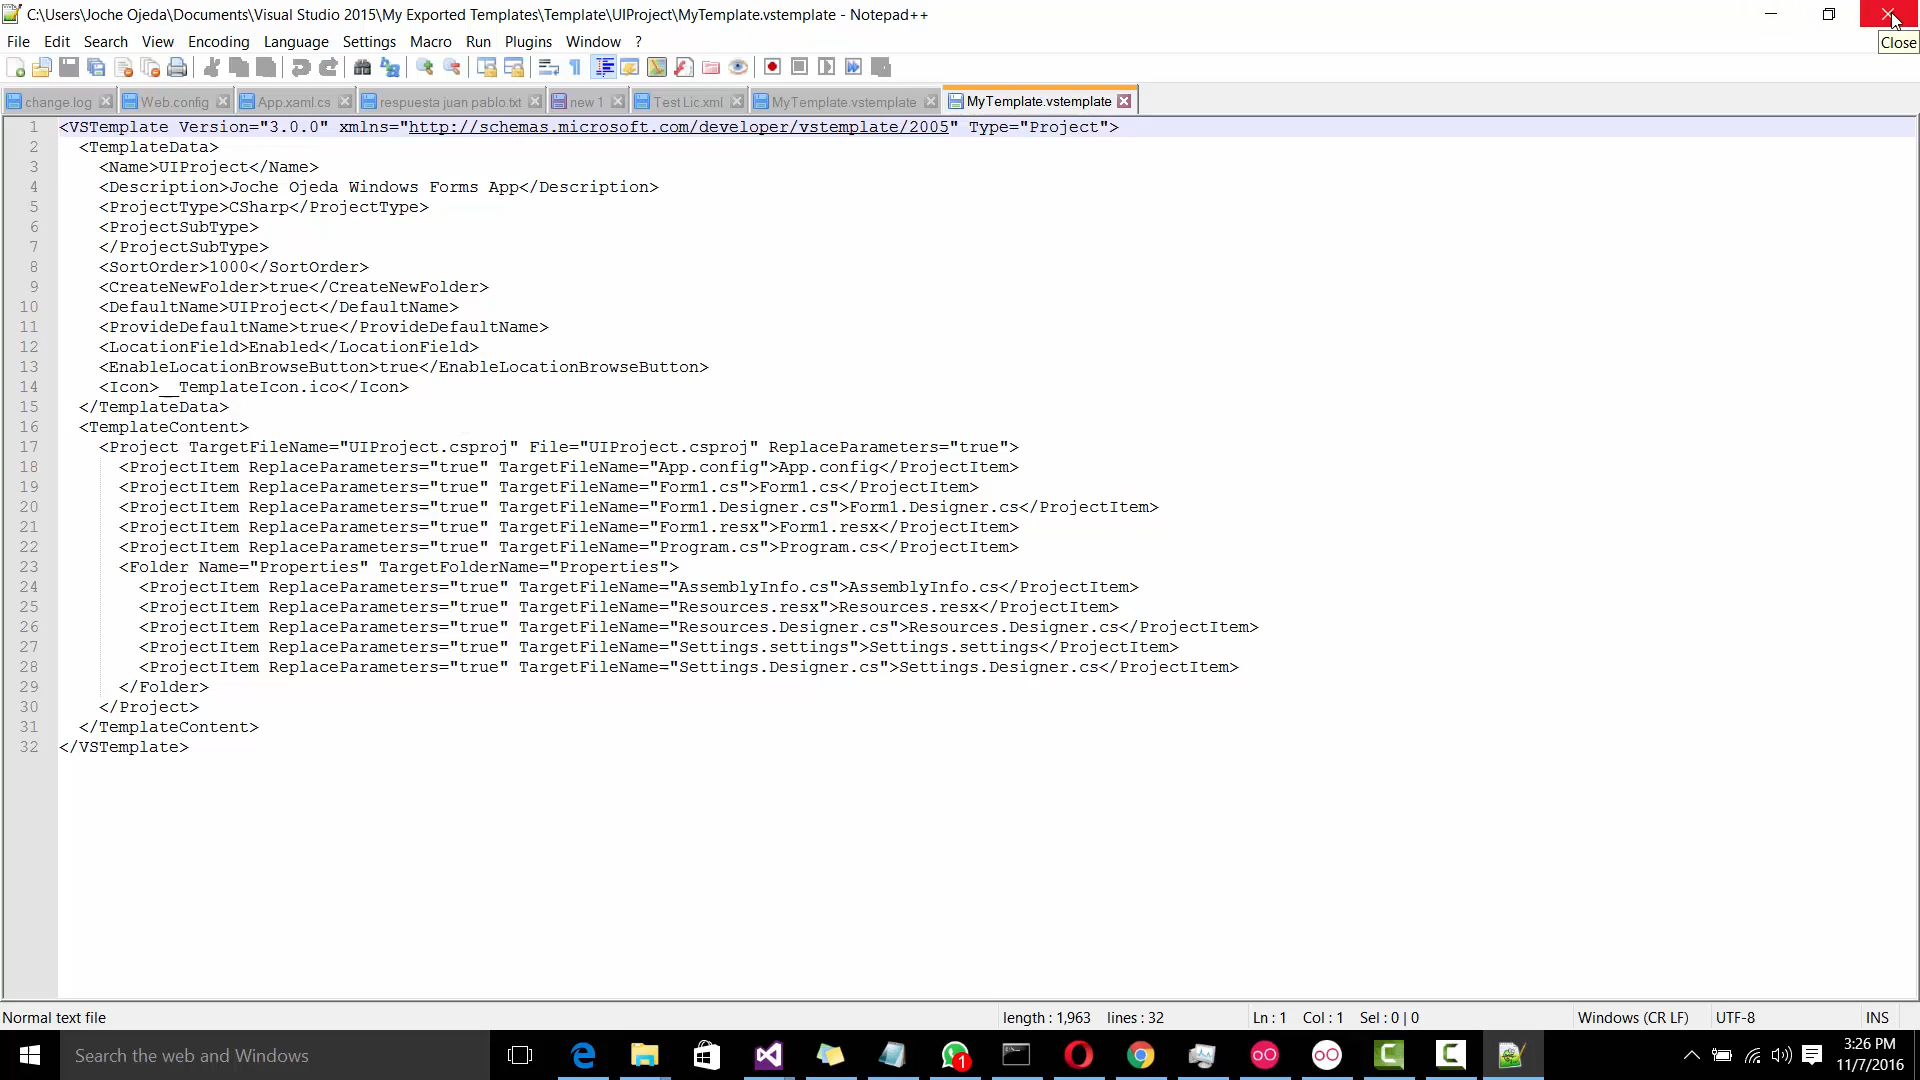 C:\Users\Joche Ojeda\Documents\Visual Studio 2015\My Exported Templates\Template\UIProject\MyTemplate.vstemplate - Notepad++
Close
File Edit Search View Encoding Language Settings Macro Run Plugins Window ?
change.log Web.config App.xaml.cs respuesta juan pablo.txt new 1 Test Lic.xml MyTemplate.vstemplate MyTemplate.vstemplate
1 <VSTemplate Version="3.0.0" xmlns="http://schemas.microsoft.com/developer/vstemplate/2005" Type="Project">
2 <TemplateData>
3 <Name>UIProject</Name>
4 <Description>Joche Ojeda Windows Forms App</Description>
5 <ProjectType>CSharp</ProjectType>
6 <ProjectSubType>
7 </ProjectSubType>
8 <SortOrder>1000</SortOrder>
9 <CreateNewFolder>true</CreateNewFolder>
10 <DefaultName>UIProject</DefaultName>
11 <ProvideDefaultName>true</ProvideDefaultName>
12 <LocationField>Enabled</LocationField>
13 <EnableLocationBrowseButton>true</EnableLocationBrowseButton>
14 <Icon>__TemplateIcon.ico</Icon>
15 </TemplateData>
16 <TemplateContent>
17 <Project TargetFileName="UIProject.csproj" File="UIProject.csproj" ReplaceParameters="true">
18 <ProjectItem ReplaceParameters="true" TargetFileName="App.config">App.config</ProjectItem>
19 <ProjectItem ReplaceParameters="true" TargetFileName="Form1.cs">Form1.cs</ProjectItem>
20 <ProjectItem ReplaceParameters="true" TargetFileName="Form1.Designer.cs">Form1.Designer.cs</ProjectItem>
21 <ProjectItem ReplaceParameters="true" TargetFileName="Form1.resx">Form1.resx</ProjectItem>
22 <ProjectItem ReplaceParameters="true" TargetFileName="Program.cs">Program.cs</ProjectItem>
23 <Folder Name="Properties" TargetFolderName="Properties">
24 <ProjectItem ReplaceParameters="true" TargetFileName="AssemblyInfo.cs">AssemblyInfo.cs</ProjectItem>
25 <ProjectItem ReplaceParameters="true" TargetFileName="Resources.resx">Resources.resx</ProjectItem>
26 <ProjectItem ReplaceParameters="true" TargetFileName="Resources.Designer.cs">Resources.Designer.cs</ProjectItem>
27 <ProjectItem ReplaceParameters="true" TargetFileName="Settings.settings">Settings.settings</ProjectItem>
28 <ProjectItem ReplaceParameters="true" TargetFileName="Settings.Designer.cs">Settings.Designer.cs</ProjectItem>
29 </Folder>
30 </Project>
31 </TemplateContent>
32 </VSTemplate>
Normal text file length : 1,963 lines : 32 Ln : 1 Col : 1 Sel : 0 | 0 Windows (CR LF) UTF-8 INS
Search the web and Windows
1
3:26 PM
11/7/2016